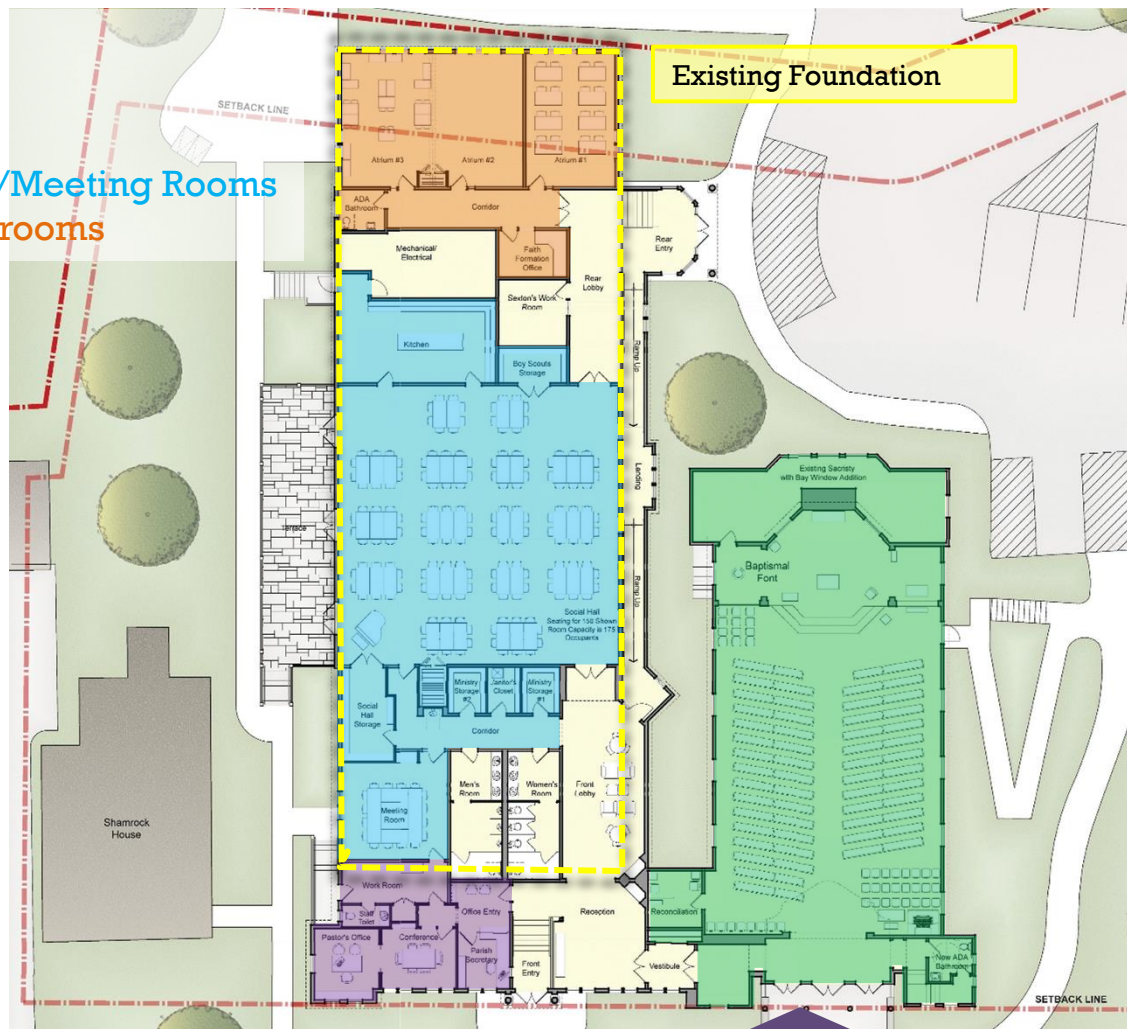 Existing Foundation
SETBACK LINE
/Meeting Rooms
rooms
Atrium #3
Atrium #2
Atrium #1
ADA
Bathroom
Corridor
Mechanical/
Electrical
Faith
Formation
Office
Rear
Entry
Rear
Lobby
Sexton's Work
Room
Kitchen
Boy Scouts
Storage
Ramp Up
Landing
Terrace
Ramp Up
Social Hall
Seating for 150 Shown
Room Capacity is 175
Occupants
Existing Sacristy
with Bay Window Addition
Baptismal
Font
Ministry
Storage
#2
Janitor's
Closet
Ministry
Storage #1
Social
Hall
Storage
Corridor
Men's
Room
Women's
Room
Front
Lobby
Meeting
Room
Shamrock
House
Work Room
Staff
Toilet
Office Entry
Reception
Reconciliation
Pastor's Office
Conference
Parish
Secretary
Front
Entry
Vestibule
New ADA
Bathroom
SETBACK LINE